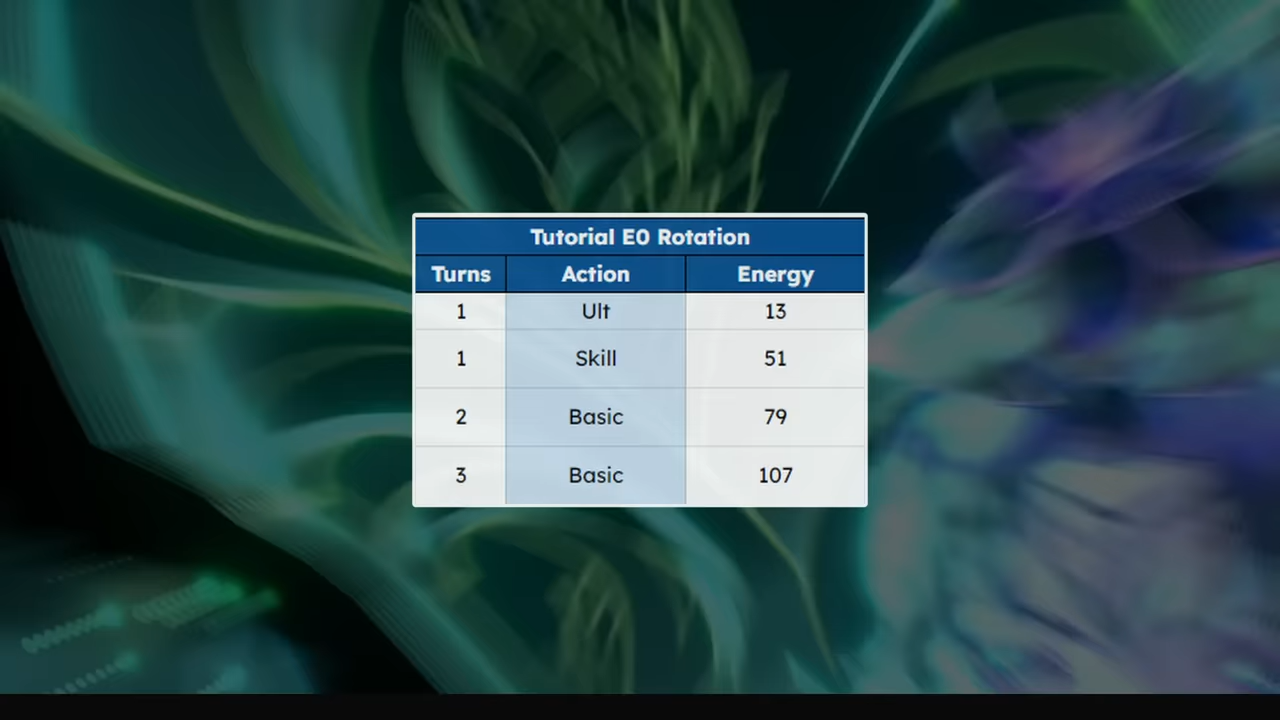 Tutorial E0 Rotation
Turns Action Energy
1 Ult 13
1 Skill 51
2 Basic 79
3 Basic 107